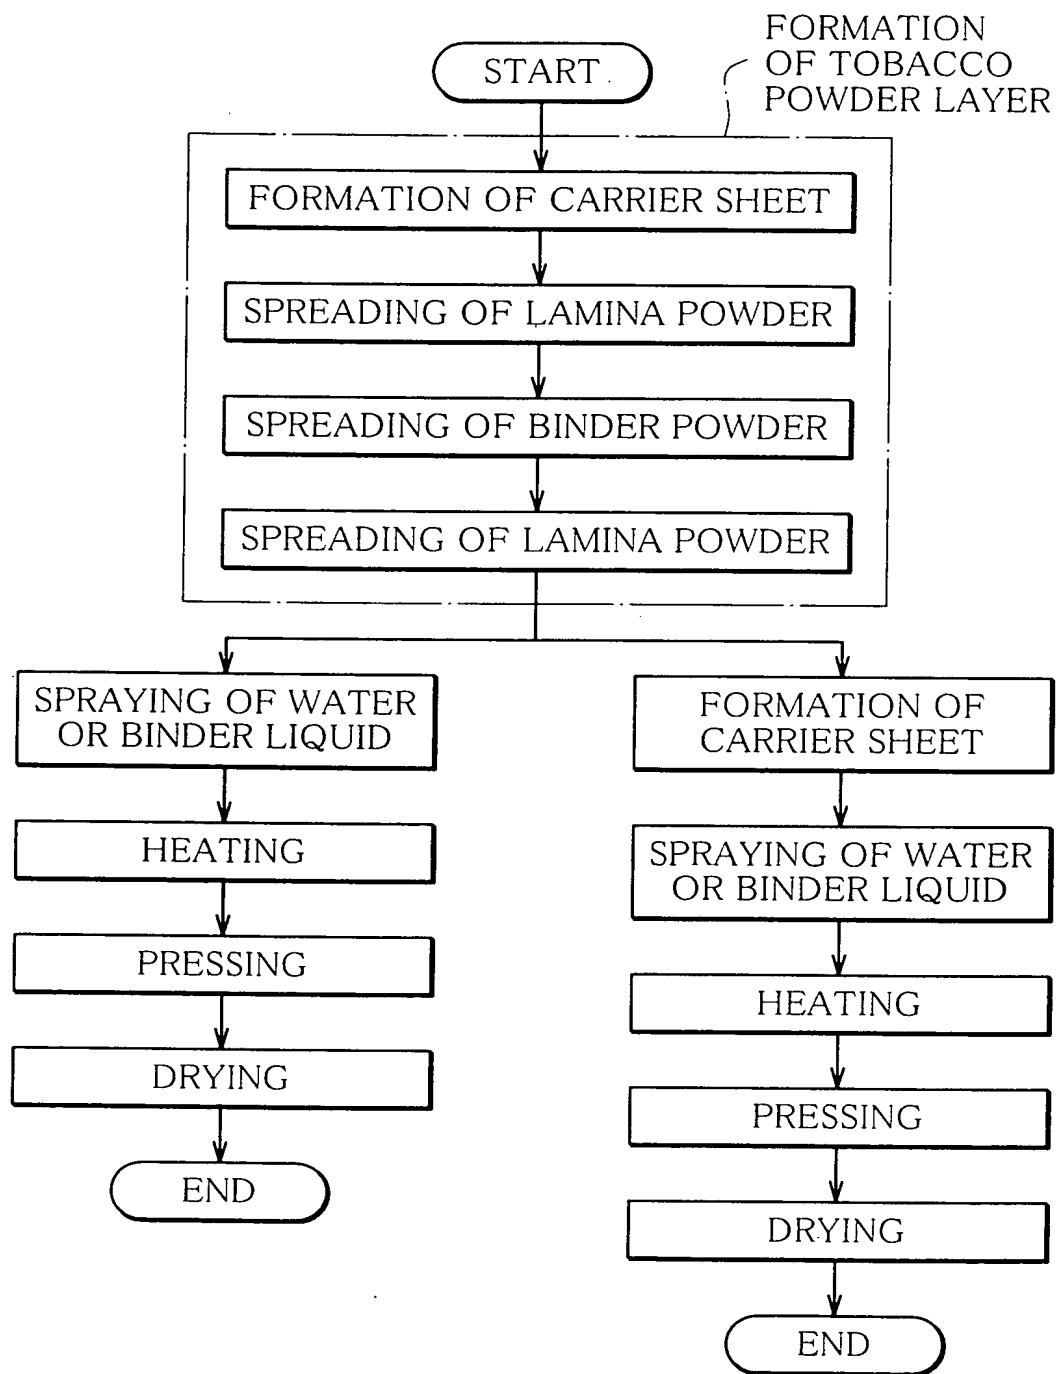 FORMATION
OF TOBACCO
POWDER LAYER
START
FORMATION OF CARRIER SHEET
SPREADING OF LAMINA POWDER
SPREADING OF BINDER POWDER
SPREADING OF LAMINA POWDER
SPRAYING OF WATER
OR BINDER LIQUID
HEATING
PRESSING
DRYING
END
FORMATION OF
CARRIER SHEET
SPRAYING OF WATER
OR BINDER LIQUID
HEATING
PRESSING
DRYING
END